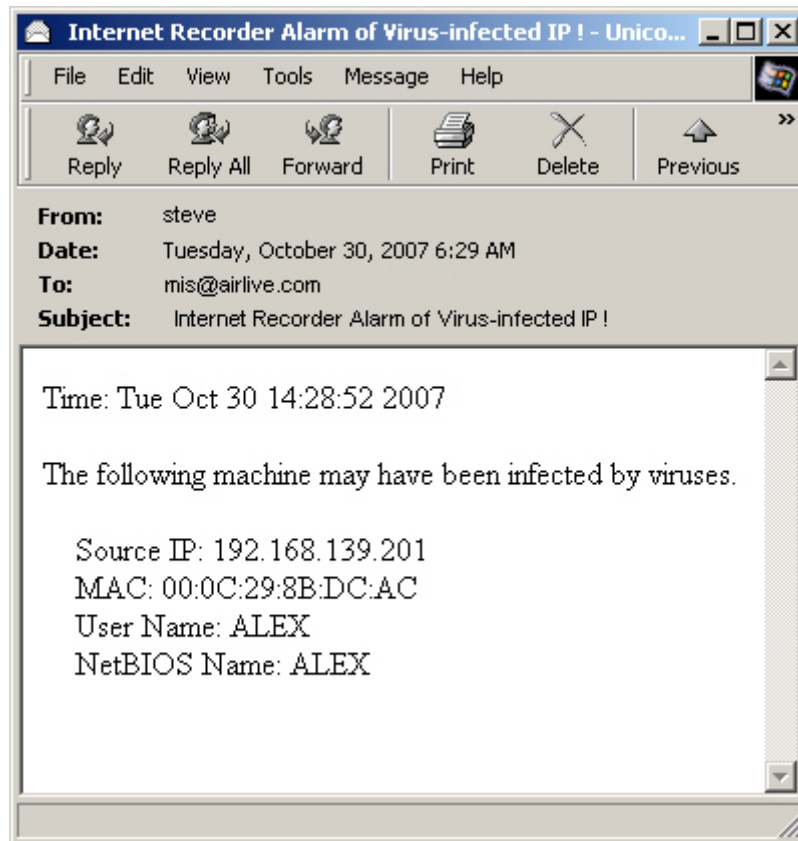 Internet Recorder Alarm of Virus-infected IP ! - Unico...
File Edit View Tools Message Help
Reply Reply All Forward Print Delete Previous »
From: steve
Date: Tuesday, October 30, 2007 6:29 AM
To: mis@airlive.com
Subject: Internet Recorder Alarm of Virus-infected IP !
Time: Tue Oct 30 14:28:52 2007
The following machine may have been infected by viruses.
Source IP: 192.168.139.201
MAC: 00:0C:29:8B:DC:AC
User Name: ALEX
NetBIOS Name: ALEX